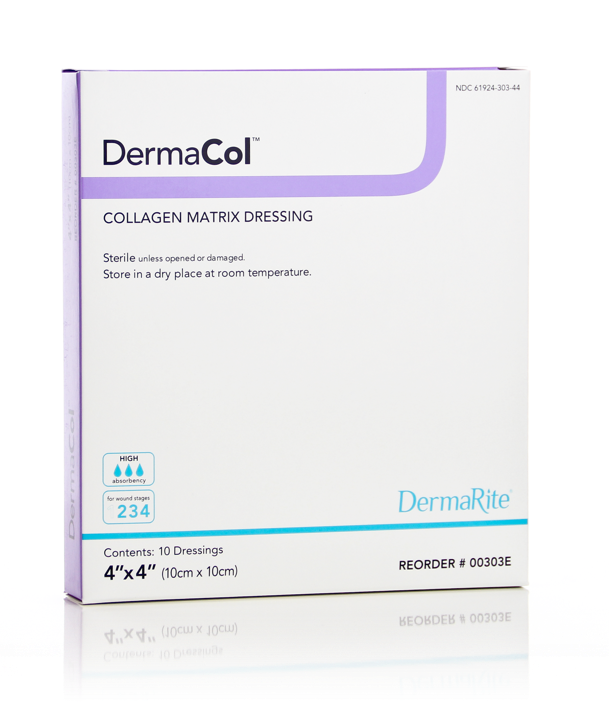 NDC 61924-303-44
DermaCol™
COLLAGEN MATRIX DRESSING
Sterile unless opened or damaged.
Store in a dry place at room temperature.
HIGH
absorbency
for wound stages
234
DermaRite
Contents: 10 Dressings
4”x4” (10cm x 10cm)
REORDER # 00303E
DermaCol